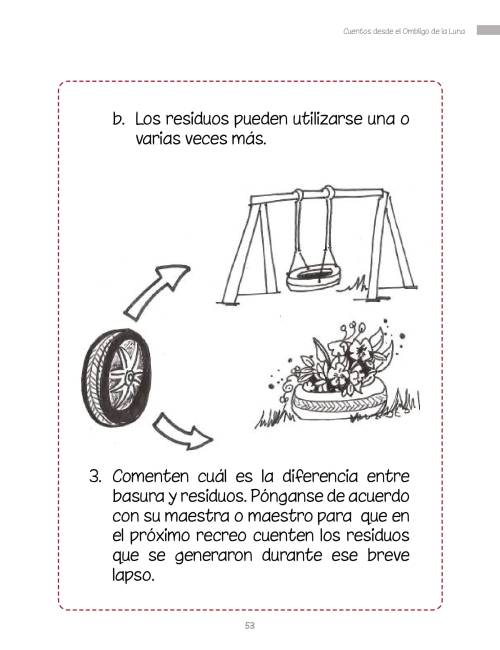 Cuentos desde el Ombligo de la Luna
b. Los residuos pueden utilizarse una o
varias veces más.
3. Comenten cuál es la diferencia entre
basura y residuos. Pónganse de acuerdo
con su maestra o maestro para que en
el próximo recreo cuenten los residuos
que se generaron durante ese breve
lapso.
53